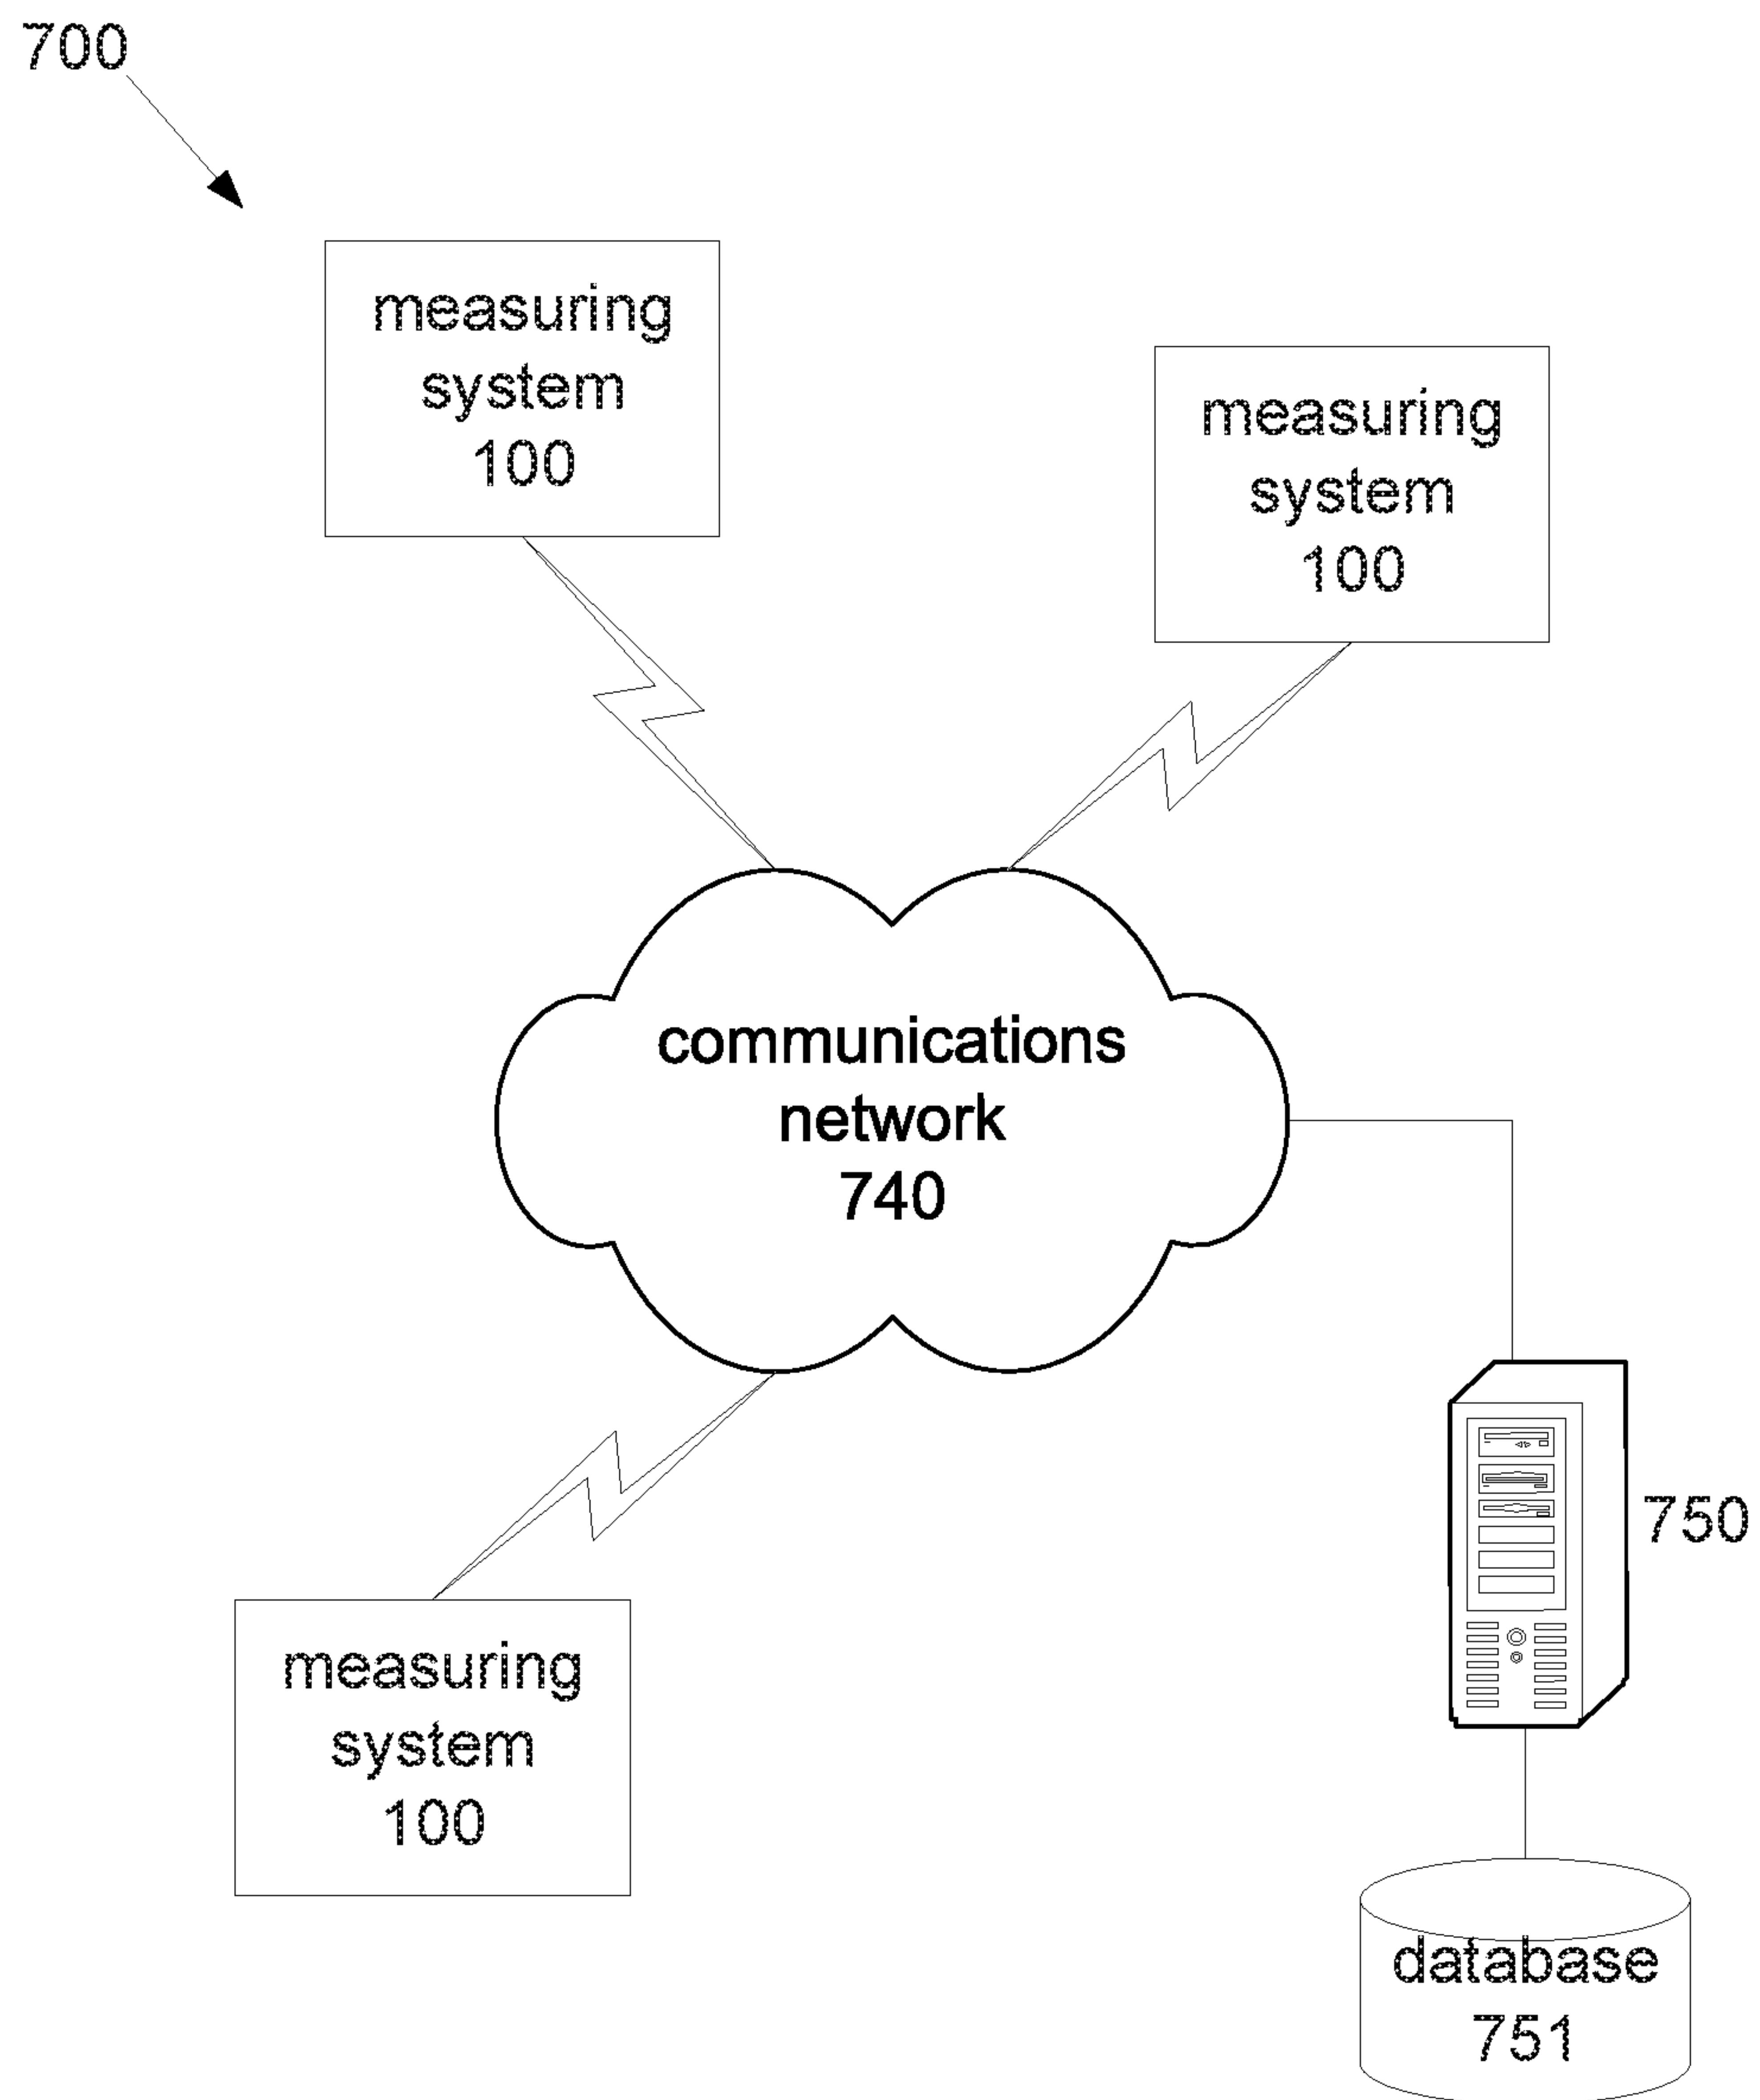 700
measuring
system
100
measuring
system
100
communications
network
740
750
measuring
system
100
database
751